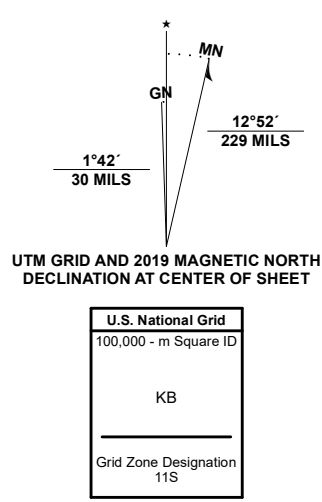 ★
MN
GN
12°52´
229 MILS
1°42´
30 MILS
UTM GRID AND 2019 MAGNETIC NORTH
DECLINATION AT CENTER OF SHEET
U.S. National Grid
100,000 - m Square ID
KB
Grid Zone Designation
11S